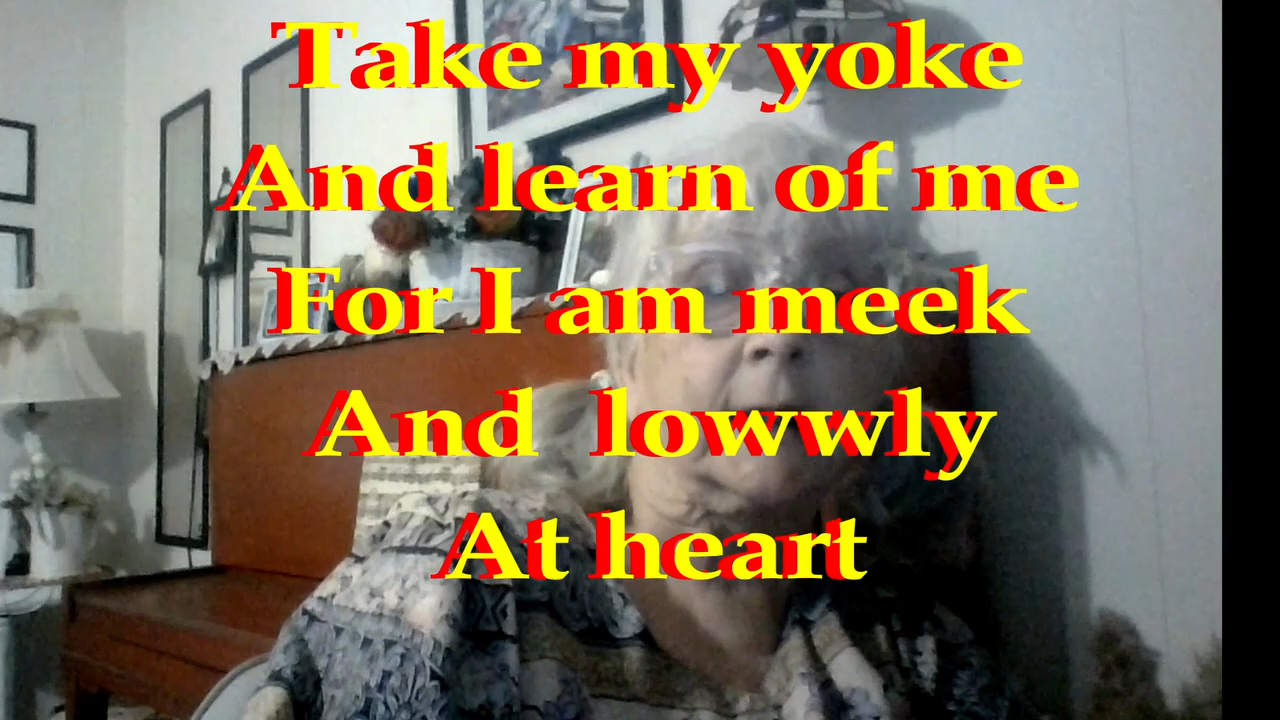 Take my yoke
And learn of me
For I am meek
And lowwly
At heart